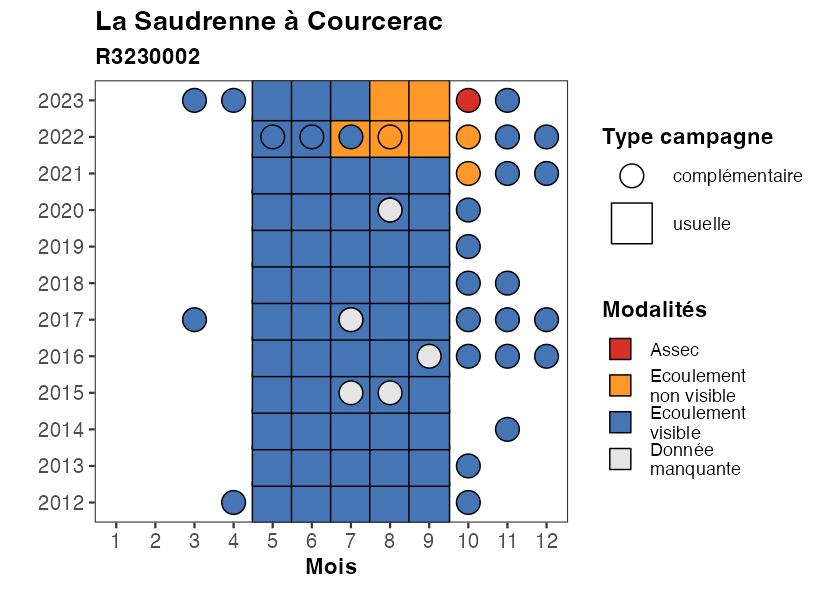 La Saudrenne à Courcerac
R3230002
2023
2022
2021
2020
2019
2018
2017
2016
2015
2014
2013
2012
1 2 3 4 5 6 7 8 9 10 11 12
Mois
Type campagne
complémentaire
usuelle
Modalités
Assec
Ecoulement
non visible
Ecoulement
visible
Donnée
manquante